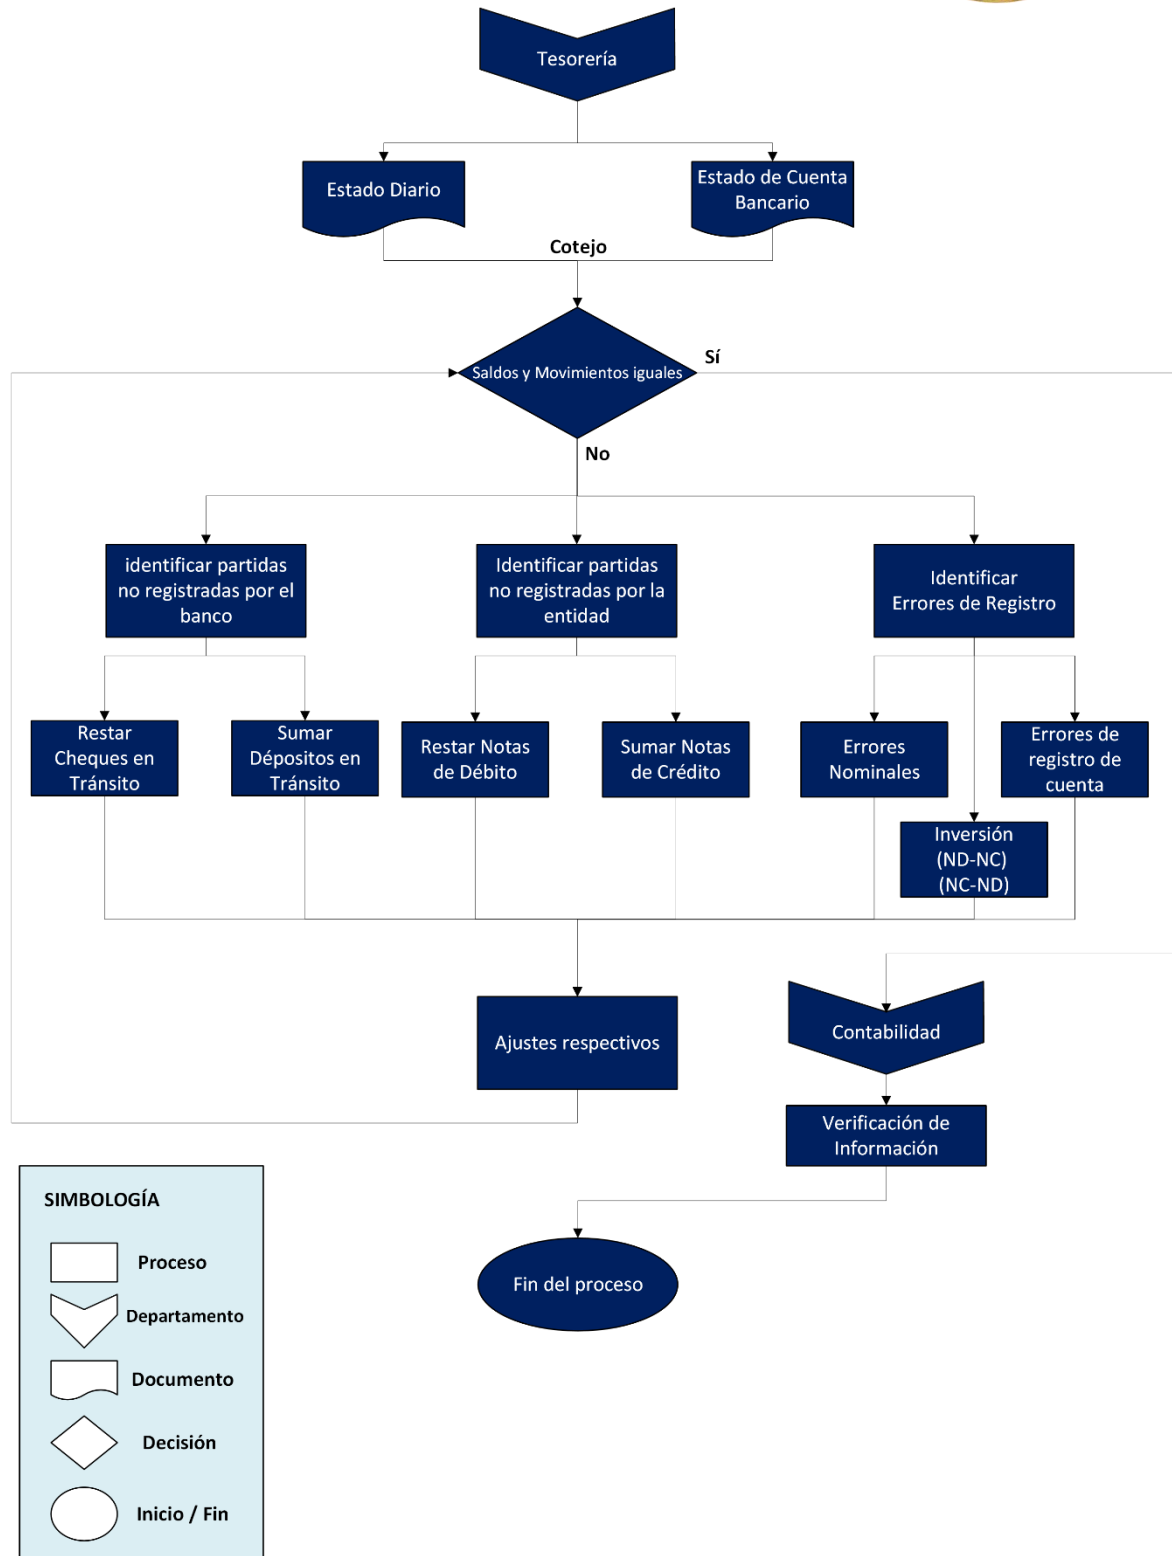 Tesorería
Estado Diario
Estado de Cuenta
Bancario
Cotejo
Saldos y Movimientos iguales
Sí
No
identificar partidas
no registradas por el
banco
Identificar partidas
no registradas por la
entidad
Identificar
Errores de Registro
Restar
Cheques en
Tránsito
Sumar
Dépositos en
Tránsito
Restar Notas
de Débito
Sumar Notas
de Crédito
Errores
Nominales
Errores de
registro de
cuenta
Inversión
(ND-NC)
(NC-ND)
Ajustes respectivos
Contabilidad
Verificación de
Información
Fin del proceso
SIMBOLOGÍA
Proceso
Departamento
Documento
Decisión
Inicio / Fin